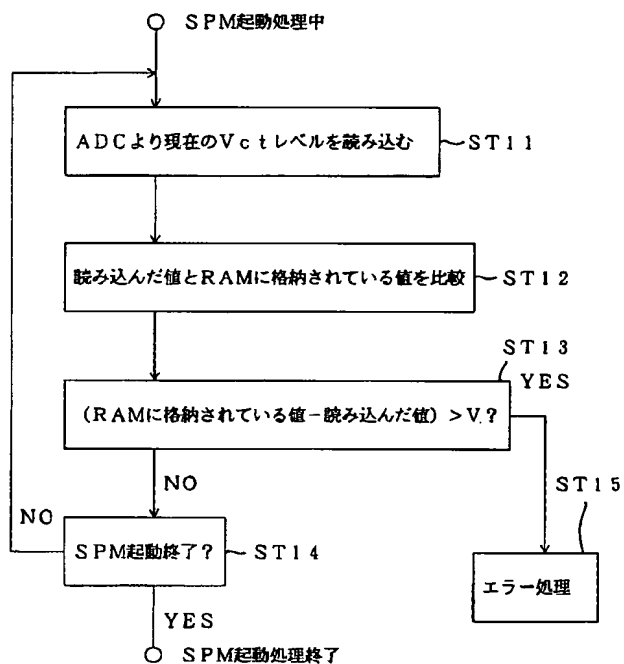 SPM起動処理中
ADCより現在のVctレベルを読み込む
ST11
読み込んだ値とRAMに格納されている値を比較
ST12
ST13
YES
(RAMに格納されている値-読み込んだ値)>V?
NO
ST15
NO
SPM起動終了?
ST14
エラー処理
YES
SPM起動処理終了